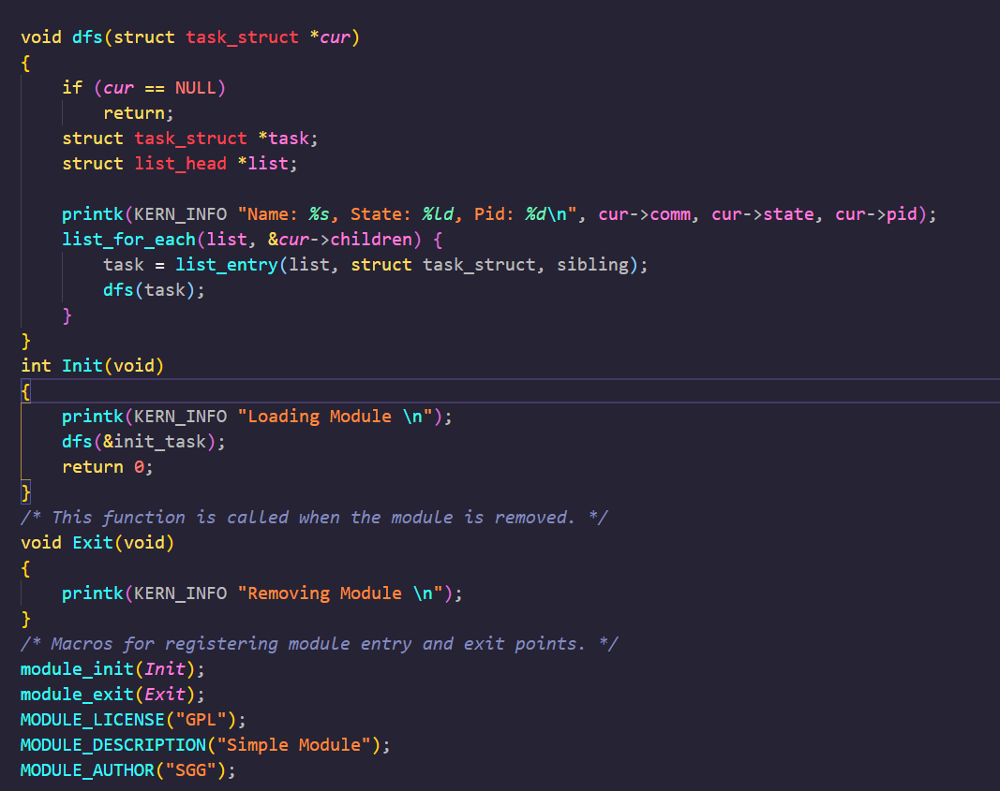 void dfs(struct task_struct *cur)
{
    if (cur == NULL)
        return;
    struct task_struct *task;
    struct list_head *list;

    printk(KERN_INFO "Name: %s, State: %ld, Pid: %d\n", cur->comm, cur->state, cur->pid);
    list_for_each(list, &cur->children) {
        task = list_entry(list, struct task_struct, sibling);
        dfs(task);
    }
}
int Init(void)
{
    printk(KERN_INFO "Loading Module \n");
    dfs(&init_task);
    return 0;
}
/* This function is called when the module is removed. */
void Exit(void)
{
    printk(KERN_INFO "Removing Module \n");
}
/* Macros for registering module entry and exit points. */
module_init(Init);
module_exit(Exit);
MODULE_LICENSE("GPL");
MODULE_DESCRIPTION("Simple Module");
MODULE_AUTHOR("SGG");